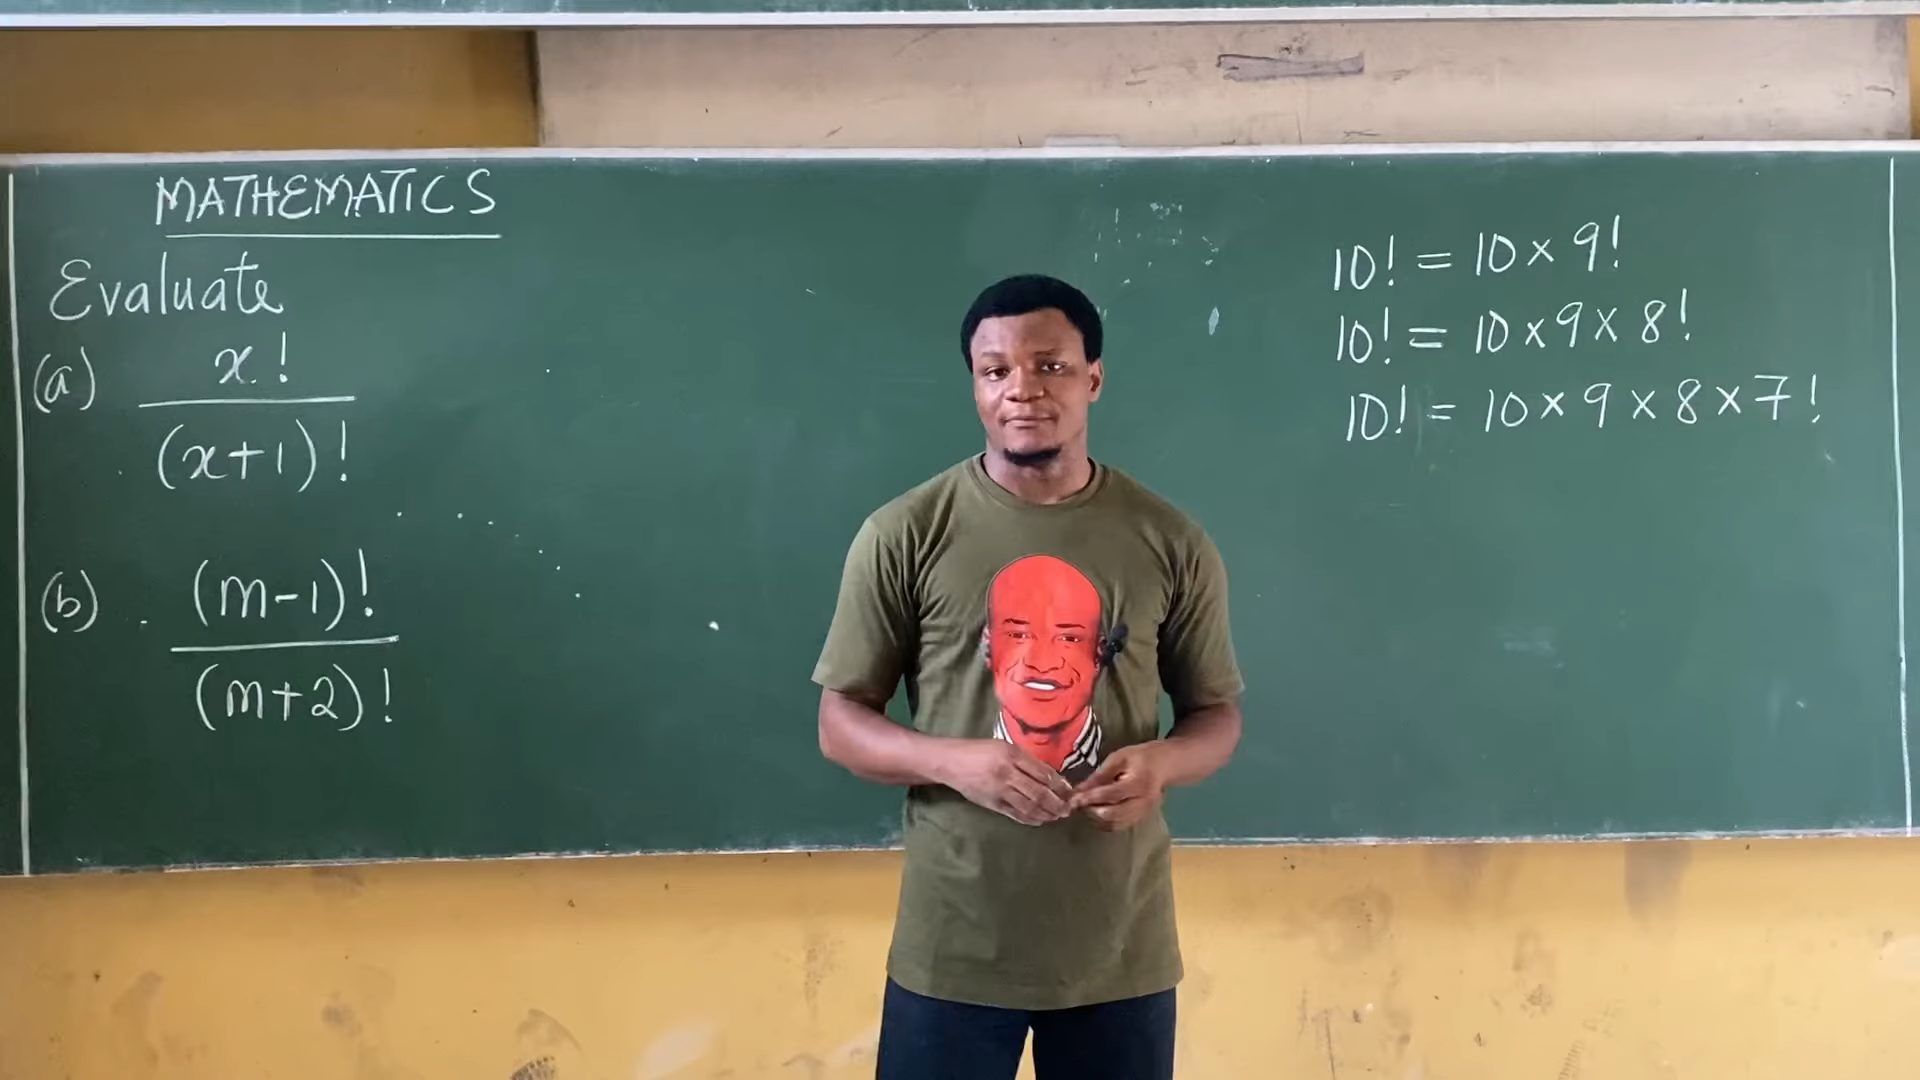 MATHEMATICS
Evaluate
(a) x!
(x+1)!
(b) (m-1)!
(m+2)!
10! = 10 × 9!
10! = 10 × 9 × 8!
10! = 10 × 9 × 8 × 7!